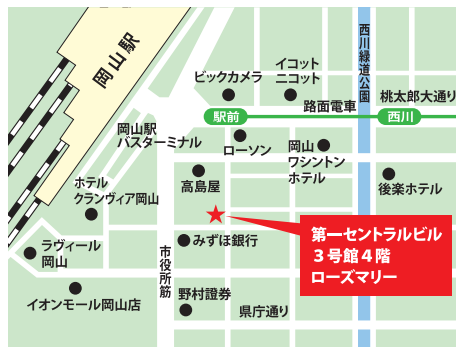 岡山駅
ビックカメラ
イコット
ニコット
西川緑道公園
桃太郎大通り
路面電車
駅前
西川
岡山駅
バスターミナル
ローソン
岡山
ワシントン
ホテル
高島屋
後楽ホテル
ホテル
グランヴィア岡山
第一セントラルビル
3号館4階
ローズマリー
みずほ銀行
ラヴィール
岡山
市役所筋
イオンモール岡山店
野村證券
県庁通り